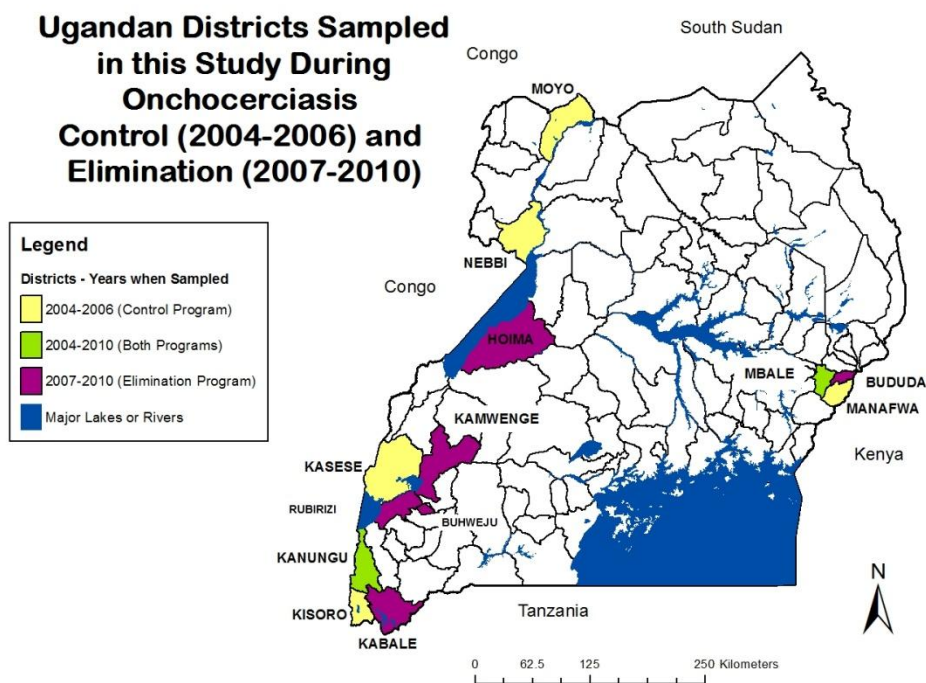 Ugandan Districts Sampled
in this Study During
Onchocerciasis
Control (2004-2006) and
Elimination (2007-2010)
South Sudan
Congo
MOYO
Legend
Districts - Years when Sampled
2004-2006 (Control Program)
2004-2010 (Both Programs)
2007-2010 (Elimination Program)
Major Lakes or Rivers
NEBBI
Congo
HOIMA
MBALE
BUDUDA
MANAFWA
KAMWENGE
Kenya
KASESE
RUBIRIZI
BUHWEJU
KANUNGU
N
KISORO
Tanzania
KABALE
0 62.5 125 250 Kilometers